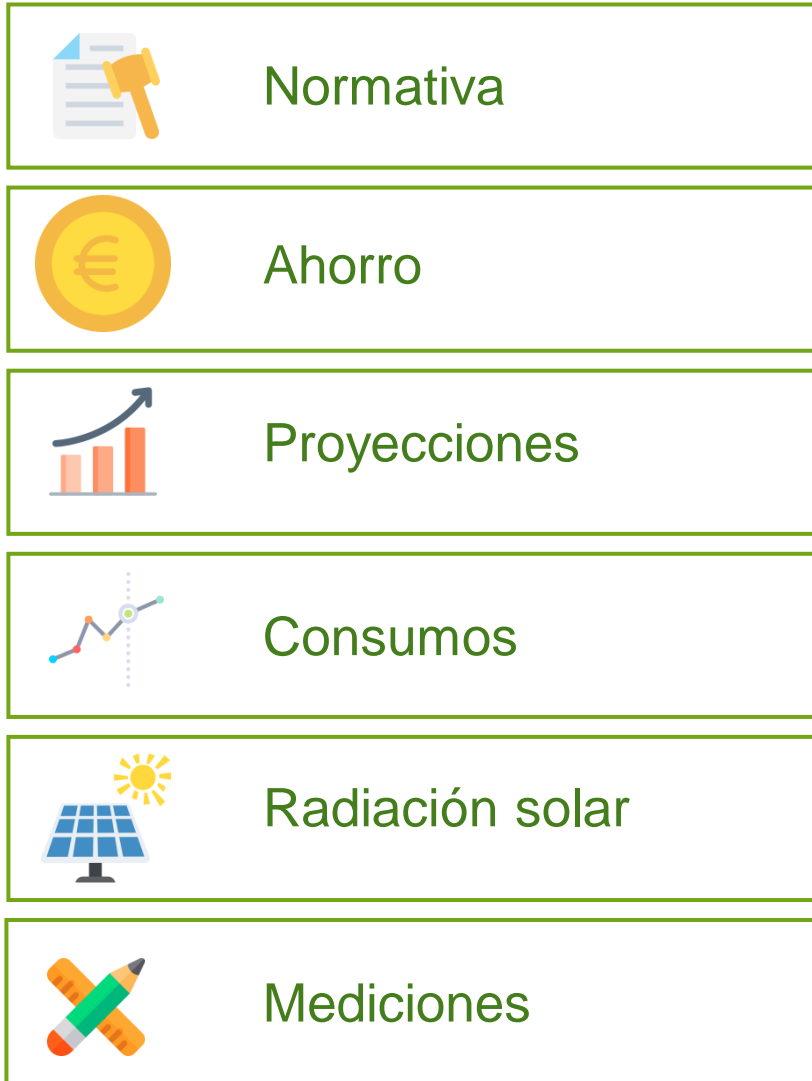 Normativa
€
Ahorro
Proyecciones
Consumos
Radiación solar
Mediciones